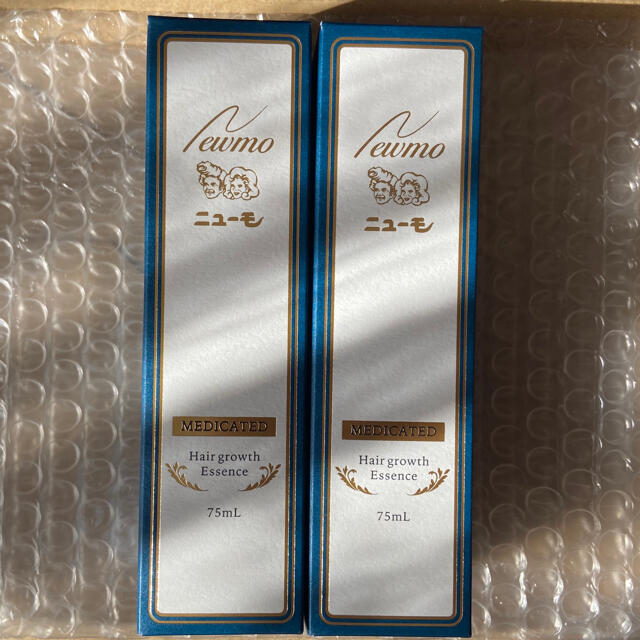 Newmo
ニューモ
MEDICATED
Hair growth
Essence
75mL
Newmo
ニューモ
MEDICATED
Hair growth
Essence
75mL